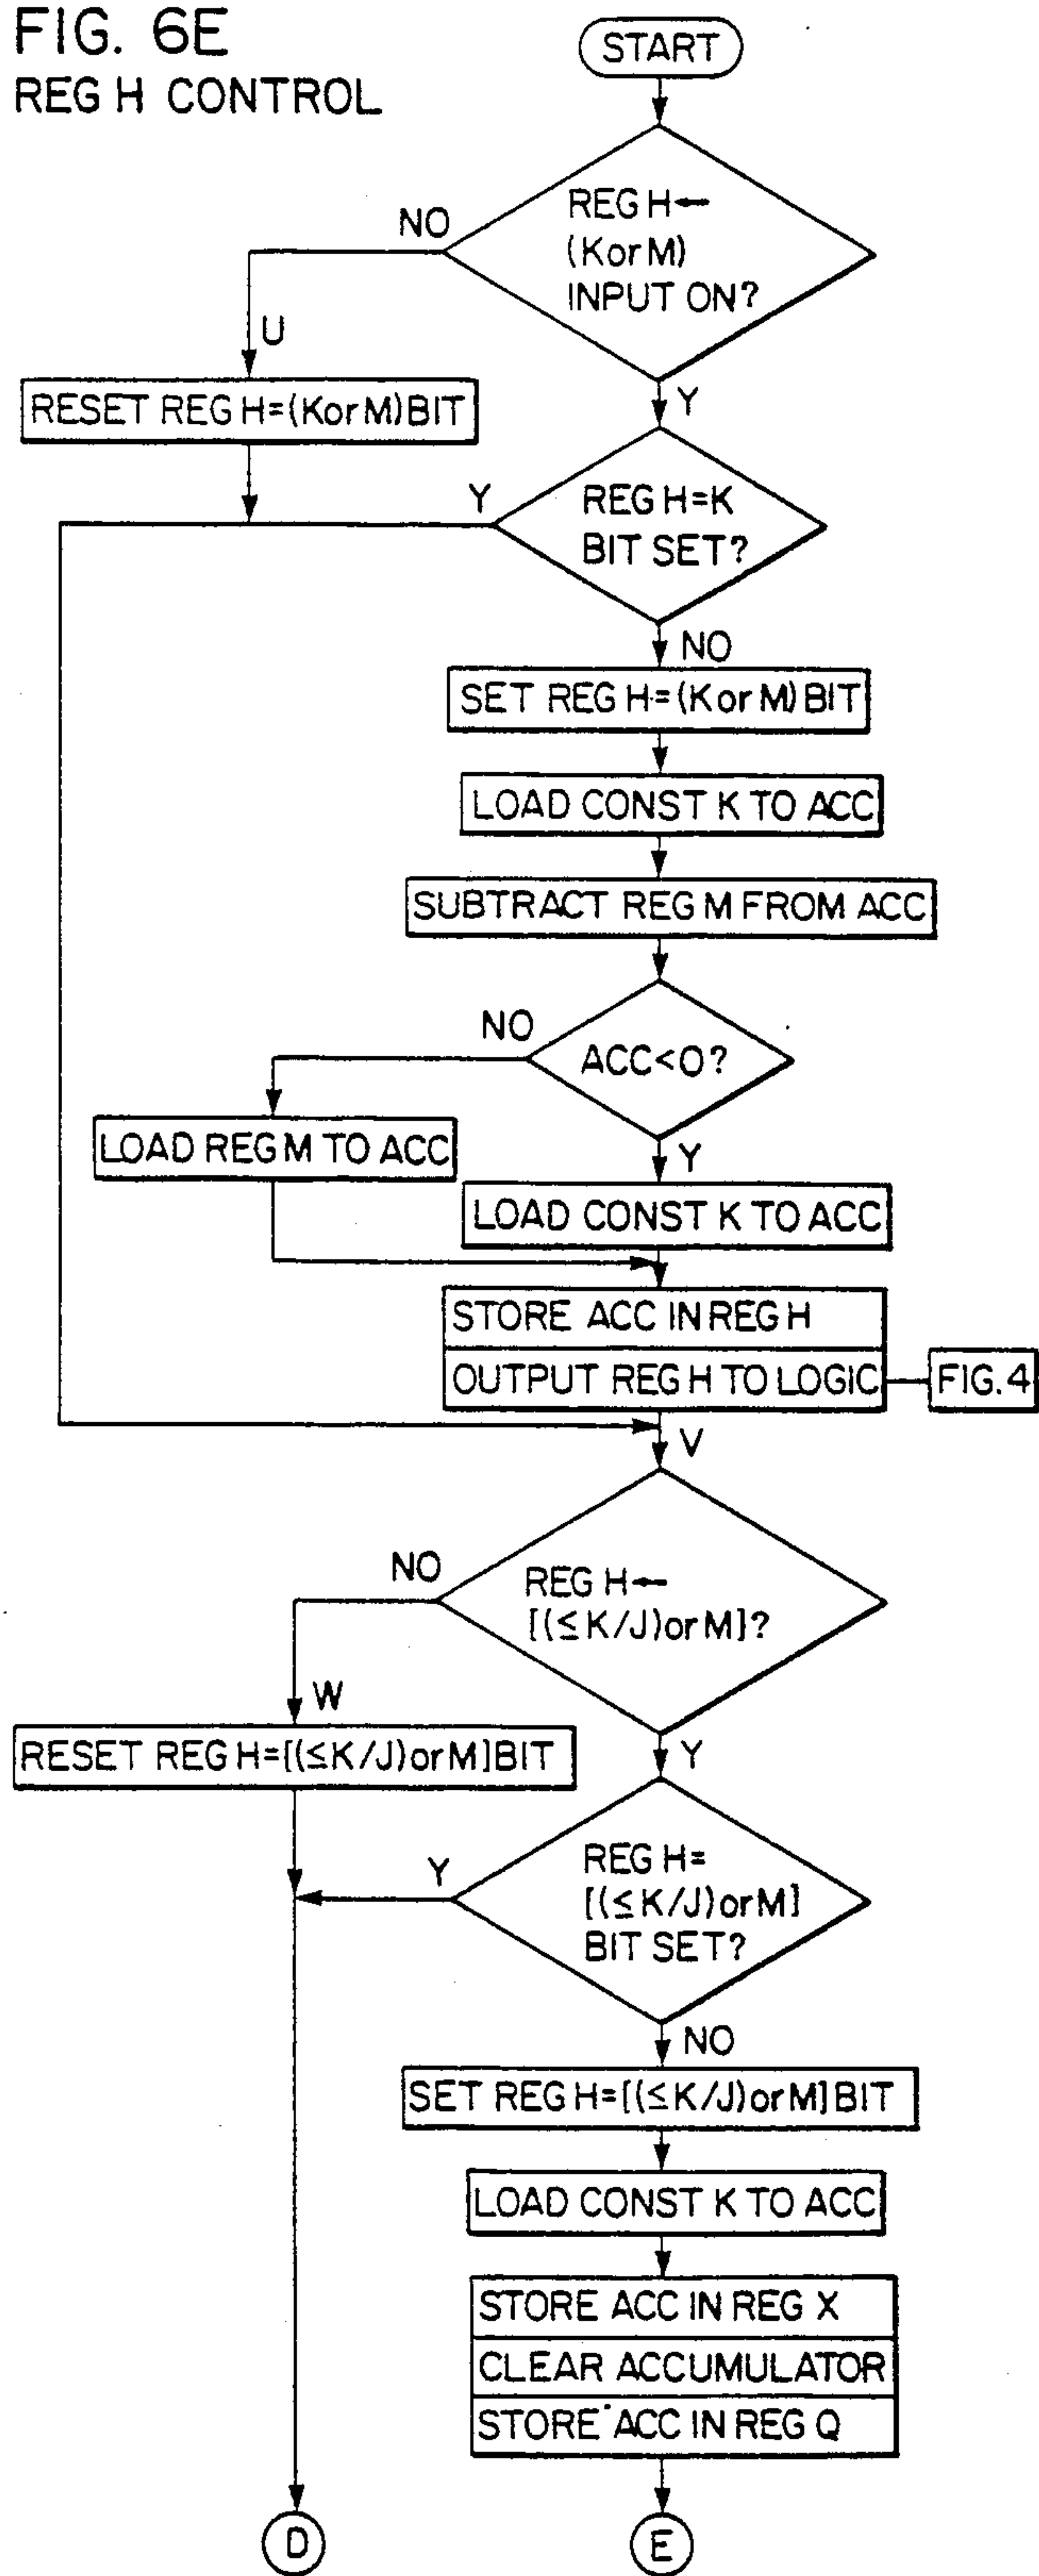 FIG. 6E
REG H CONTROL
START
REG H←
(K or M)
INPUT ON?
NO
U
Y
RESET REG H=(K or M) BIT
REG H=K
BIT SET?
Y
NO
SET REG H=(K or M) BIT
LOAD CONST K TO ACC
SUBTRACT REG M FROM ACC
ACC<0?
NO
Y
LOAD REG M TO ACC
LOAD CONST K TO ACC
STORE ACC IN REG H
OUTPUT REG H TO LOGIC
FIG. 4
V
REG H←
[(≤K/J) or M]?
NO
W
Y
RESET REG H=[(≤K/J) or M] BIT
REG H=
[(≤K/J) or M]
BIT SET?
Y
NO
SET REG H=[(≤K/J) or M] BIT
LOAD CONST K TO ACC
STORE ACC IN REG X
CLEAR ACCUMULATOR
STORE ACC IN REG Q
D
E